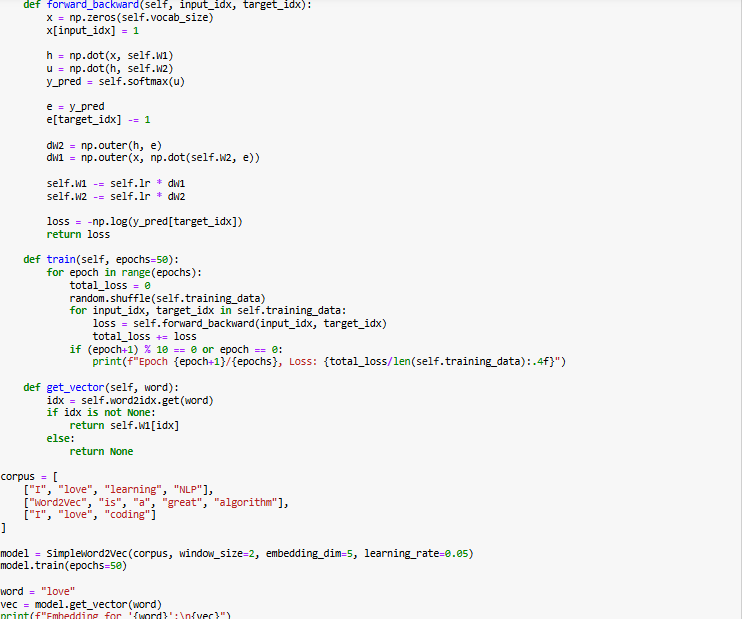 def forward_backward(self, input_idx, target_idx):
        x = np.zeros(self.vocab_size)
        x[input_idx] = 1

        h = np.dot(x, self.W1)
        u = np.dot(h, self.W2)
        y_pred = self.softmax(u)

        e = y_pred
        e[target_idx] -= 1

        dW2 = np.outer(h, e)
        dW1 = np.outer(x, np.dot(self.W2, e))

        self.W1 -= self.lr * dW1
        self.W2 -= self.lr * dW2

        loss = -np.log(y_pred[target_idx])
        return loss

    def train(self, epochs=50):
        for epoch in range(epochs):
            total_loss = 0
            random.shuffle(self.training_data)
            for input_idx, target_idx in self.training_data:
                loss = self.forward_backward(input_idx, target_idx)
                total_loss += loss
            if (epoch+1) % 10 == 0 or epoch == 0:
                print(f"Epoch {epoch+1}/{epochs}, Loss: {total_loss/len(self.training_data):.4f}")

    def get_vector(self, word):
        idx = self.word2idx.get(word)
        if idx is not None:
            return self.W1[idx]
        else:
            return None

corpus = [
    ["I", "love", "learning", "NLP"],
    ["Word2Vec", "is", "a", "great", "algorithm"],
    ["I", "love", "coding"]
]

model = SimpleWord2Vec(corpus, window_size=2, embedding_dim=5, learning_rate=0.05)
model.train(epochs=50)

word = "love"
vec = model.get_vector(word)
print(f"Embedding for '{word}':\n{vec}")